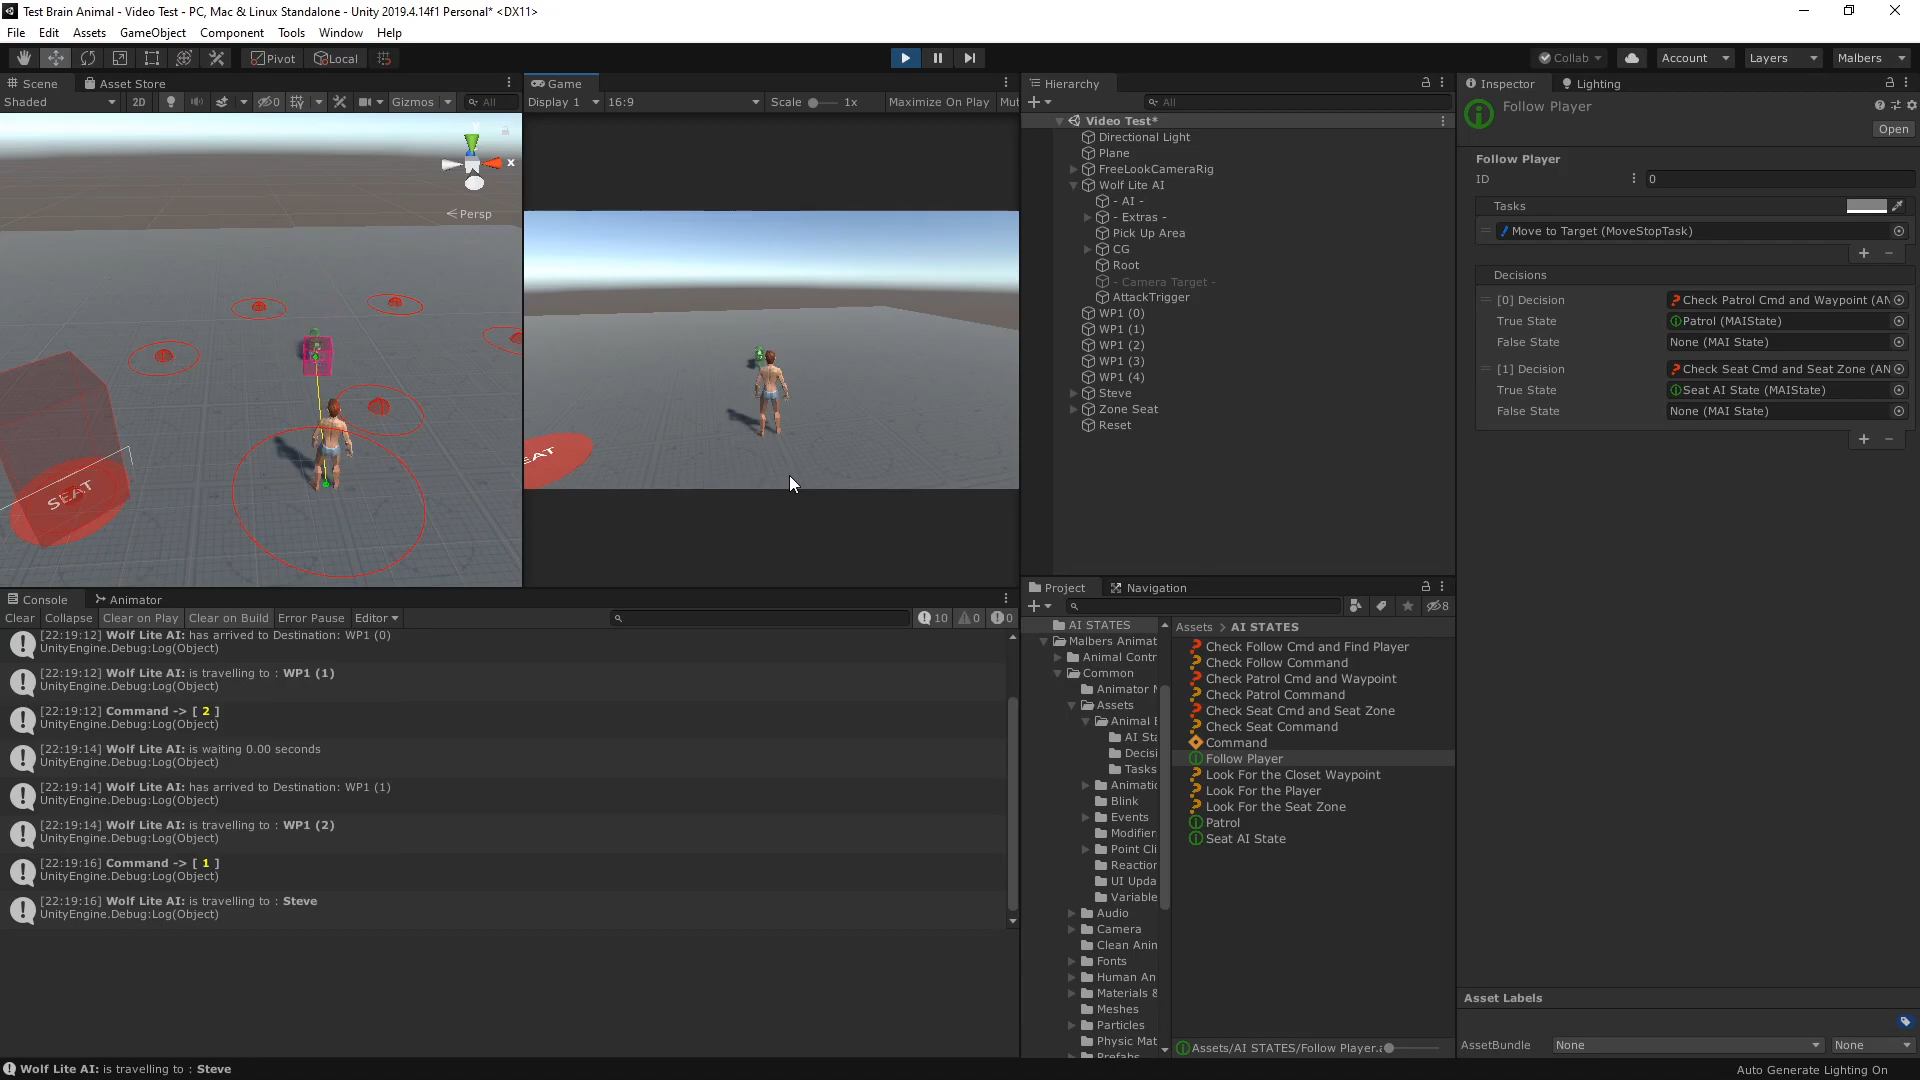 Test Brain Animal - Video Test - PC, Mac & Linux Standalone - Unity 2019.4.14f1 Personal* <DX11>
File Edit Assets GameObject Component Tools Window Help
Pivot Local Collab Account Layers Malbers
Scene Asset Store
Shaded 2D 0 Gizmos All
x
Persp
SEAT
Game
Display 1 16:9 Scale 1x Maximize On Play Mut
EAT
Hierarchy
All
Video Test*
Directional Light
Plane
FreeLookCameraRig
Wolf Lite AI
- AI -
- Extras -
Pick Up Area
CG
Root
- Camera Target -
AttackTrigger
WP1 (0)
WP1 (1)
WP1 (2)
WP1 (3)
WP1 (4)
Steve
Zone Seat
Reset
Inspector Lighting
Follow Player
Open
Follow Player
ID 0
Tasks
Move to Target (MoveStopTask)
Decisions
[0] Decision Check Patrol Cmd and Waypoint (AN
True State Patrol (MAIState)
False State None (MAI State)
[1] Decision Check Seat Cmd and Seat Zone (AN
True State Seat AI State (MAIState)
False State None (MAI State)
Console Animator
Clear Collapse Clear on Play Clear on Build Error Pause Editor 10 0 0
[22:19:12] Wolf Lite AI: has arrived to Destination: WP1 (0)
UnityEngine.Debug:Log(Object)
[22:19:12] Wolf Lite AI: is travelling to : WP1 (1)
UnityEngine.Debug:Log(Object)
[22:19:12] Command -> [ 2 ]
UnityEngine.Debug:Log(Object)
[22:19:14] Wolf Lite AI: is waiting 0.00 seconds
UnityEngine.Debug:Log(Object)
[22:19:14] Wolf Lite AI: has arrived to Destination: WP1 (1)
UnityEngine.Debug:Log(Object)
[22:19:14] Wolf Lite AI: is travelling to : WP1 (2)
UnityEngine.Debug:Log(Object)
[22:19:16] Command -> [ 1 ]
UnityEngine.Debug:Log(Object)
[22:19:16] Wolf Lite AI: is travelling to : Steve
UnityEngine.Debug:Log(Object)
Project Navigation
8
AI STATES
Malbers Animat
Animal Contr
Common
Animator M
Assets
Animal B
AI Sta
Decisi
Tasks
Animatic
Blink
Events
Modifier
Point Cli
Reaction
UI Upda
Variable
Audio
Camera
Clean Anin
Fonts
Human An
Materials &
Meshes
Particles
Physic Mat
Prefabs
Assets > AI STATES
Check Follow Cmd and Find Player
Check Follow Command
Check Patrol Cmd and Waypoint
Check Patrol Command
Check Seat Cmd and Seat Zone
Check Seat Command
Command
Follow Player
Look For the Closet Waypoint
Look For the Player
Look For the Seat Zone
Patrol
Seat AI State
Assets/AI STATES/Follow Player.a
Asset Labels
AssetBundle None None
Wolf Lite AI: is travelling to : Steve
Auto Generate Lighting On